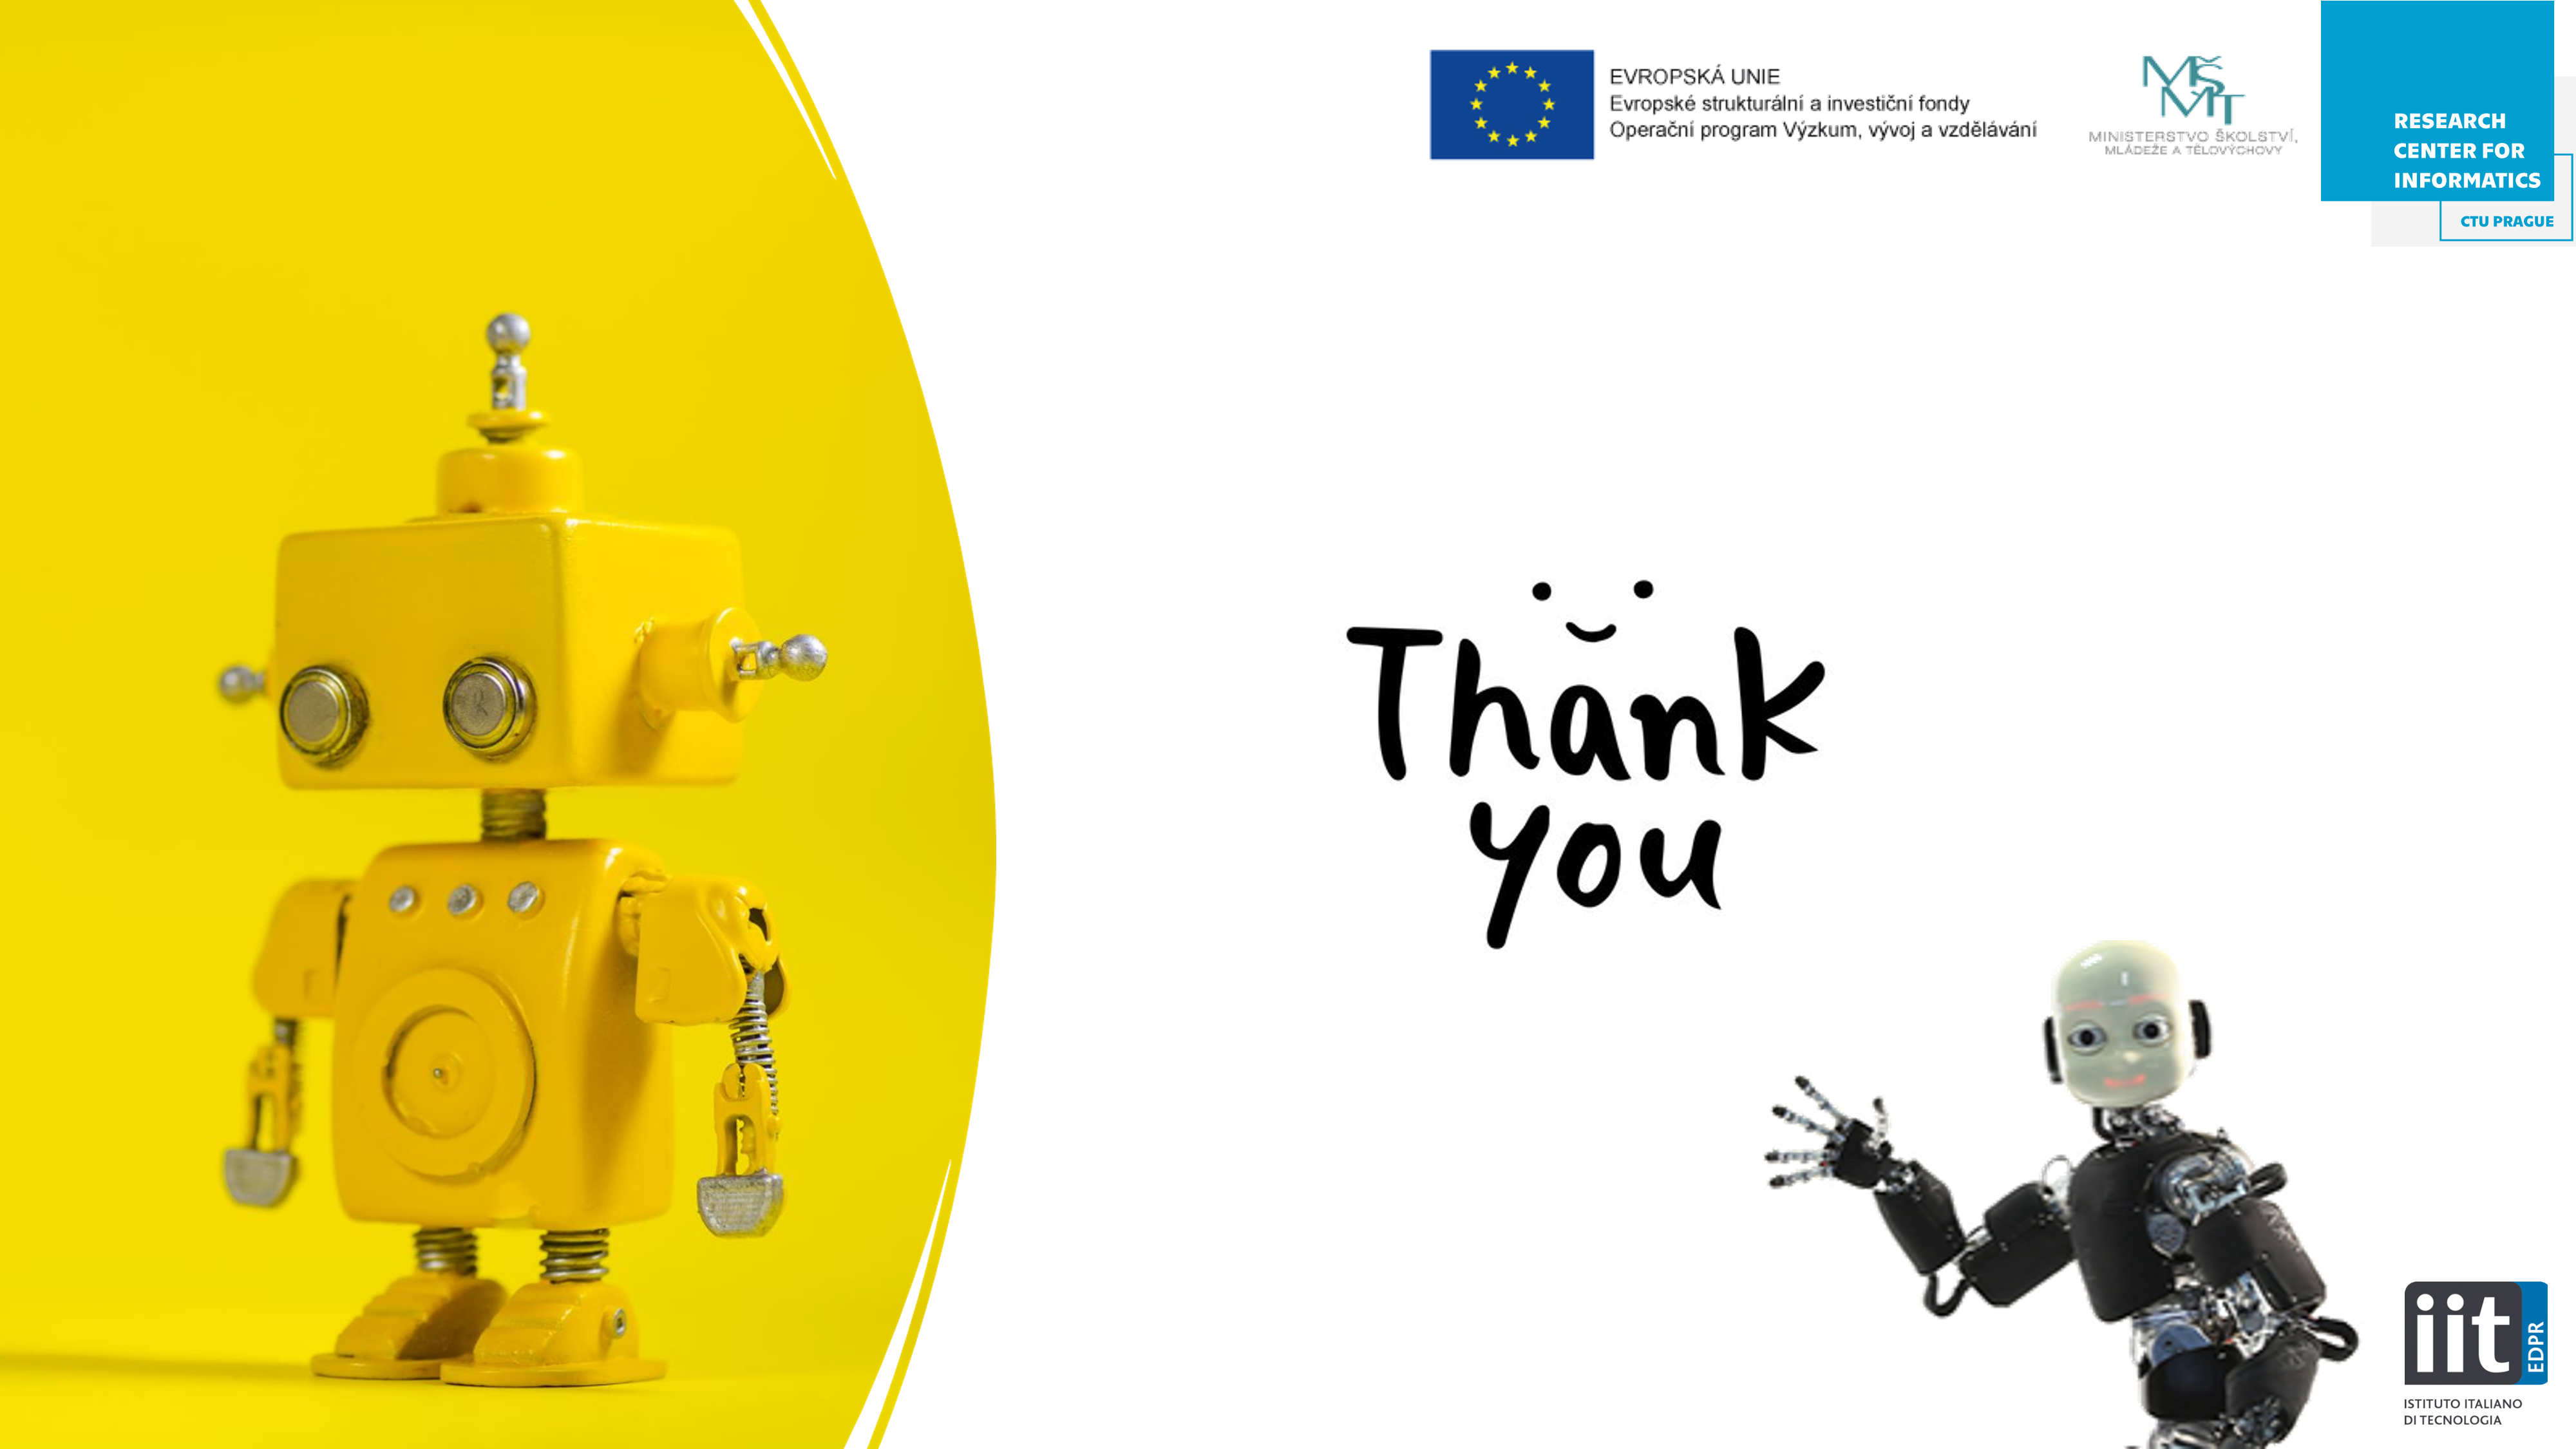 EVROPSKÁ UNIE
Evropské strukturální a investiční fondy
Operační program Výzkum, vývoj a vzdělávání
MŠMT
MINISTERSTVO ŠKOLSTVÍ,
MLÁDEŽE A TĚLOVÝCHOVY
RESEARCH
CENTER FOR
INFORMATICS
CTU PRAGUE
Thank
you
iit
EDPR
ISTITUTO ITALIANO
DI TECNOLOGIA